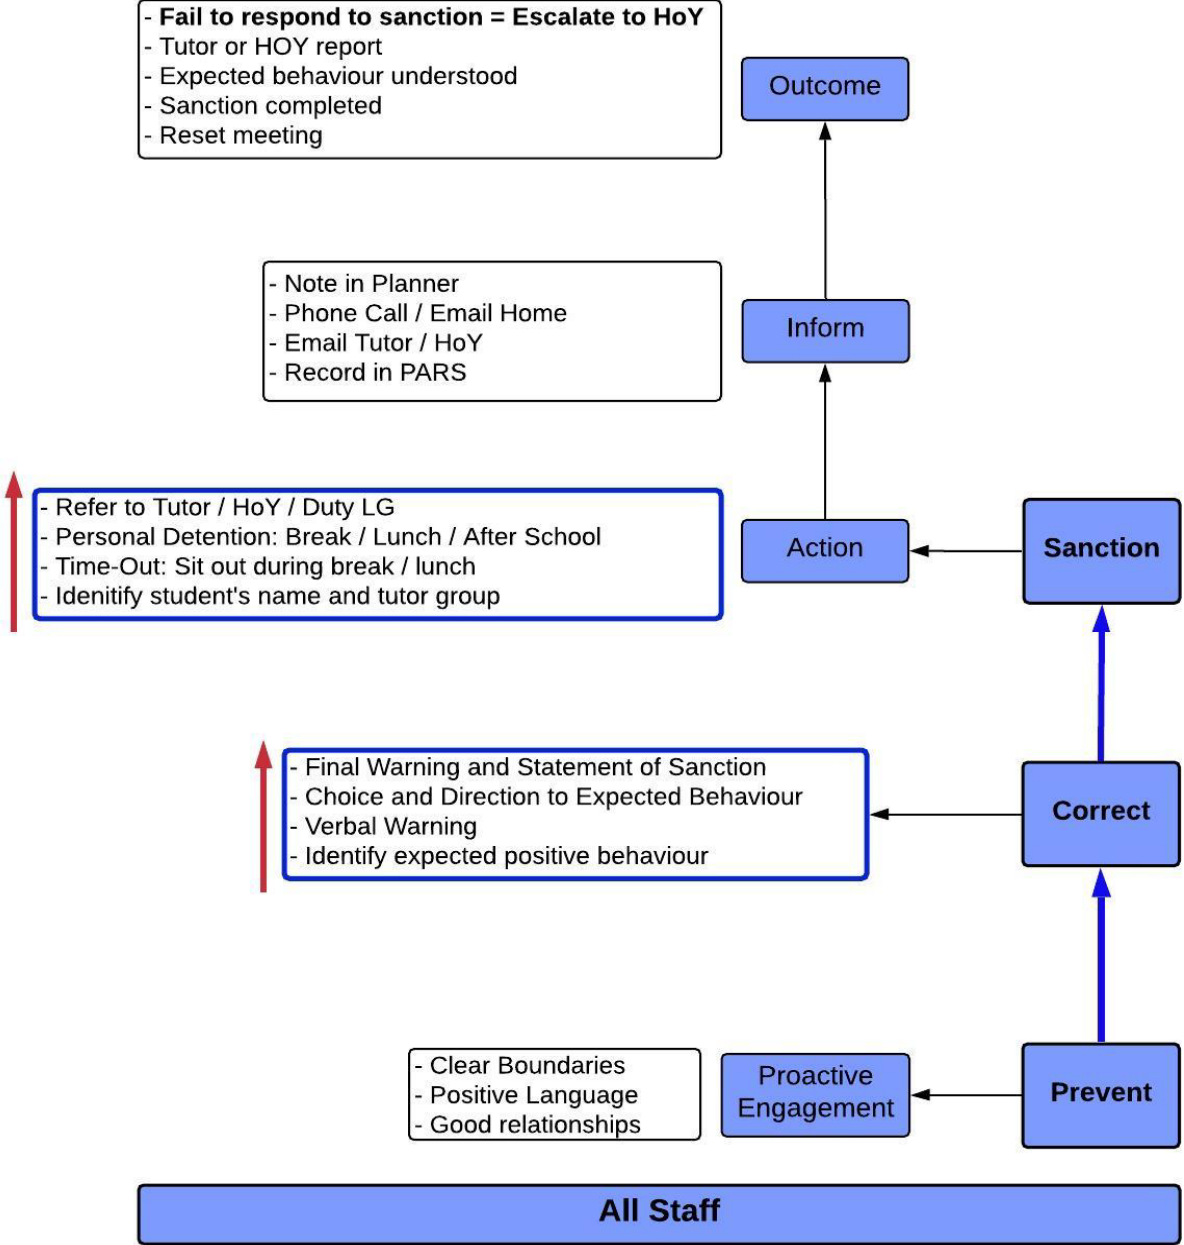 - Fail to respond to sanction = Escalate to HoY
- Tutor or HOY report
- Expected behaviour understood
- Sanction completed
- Reset meeting
Outcome
- Note in Planner
- Phone Call / Email Home
- Email Tutor / HoY
- Record in PARS
Inform
- Refer to Tutor / HoY / Duty LG
- Personal Detention: Break / Lunch / After School
- Time-Out: Sit out during break / lunch
- Idenitify student's name and tutor group
Action
Sanction
- Final Warning and Statement of Sanction
- Choice and Direction to Expected Behaviour
- Verbal Warning
- Identify expected positive behaviour
Correct
- Clear Boundaries
- Positive Language
- Good relationships
Proactive
Engagement
Prevent
All Staff